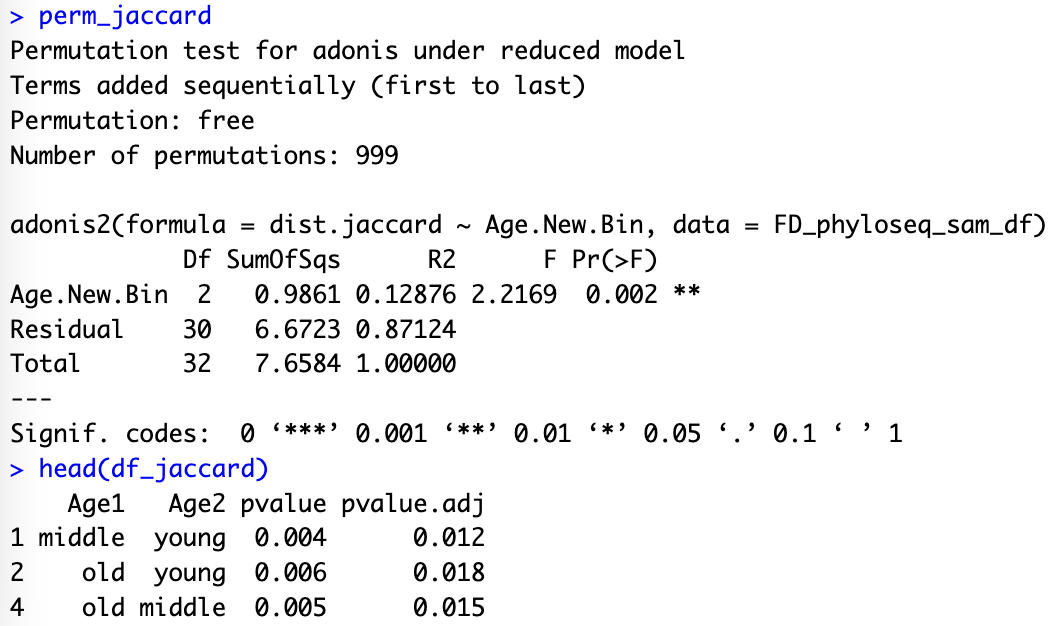 > perm_jaccard
Permutation test for adonis under reduced model
Terms added sequentially (first to last)
Permutation: free
Number of permutations: 999

adonis2(formula = dist.jaccard ~ Age.New.Bin, data = FD_phyloseq_sam_df)
            Df SumOfSqs      R2      F Pr(>F)
Age.New.Bin  2   0.9861 0.12876 2.2169  0.002 **
Residual    30   6.6723 0.87124
Total       32   7.6584 1.00000
---
Signif. codes:  0 ‘***’ 0.001 ‘**’ 0.01 ‘*’ 0.05 ‘.’ 0.1 ‘ ’ 1
> head(df_jaccard)
    Age1   Age2 pvalue pvalue.adj
1 middle  young  0.004      0.012
2    old  young  0.006      0.018
4    old middle  0.005      0.015